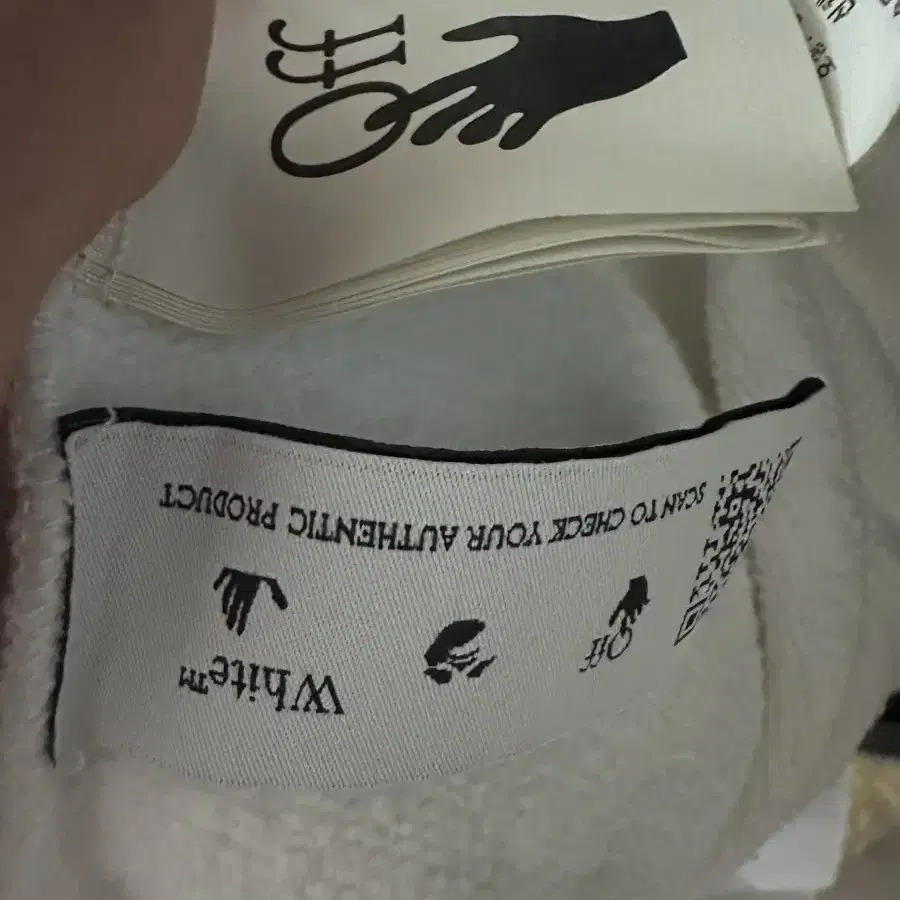 Off
SCAN TO CHECK YOUR AUTHENTIC PRODUCT
Off
White™